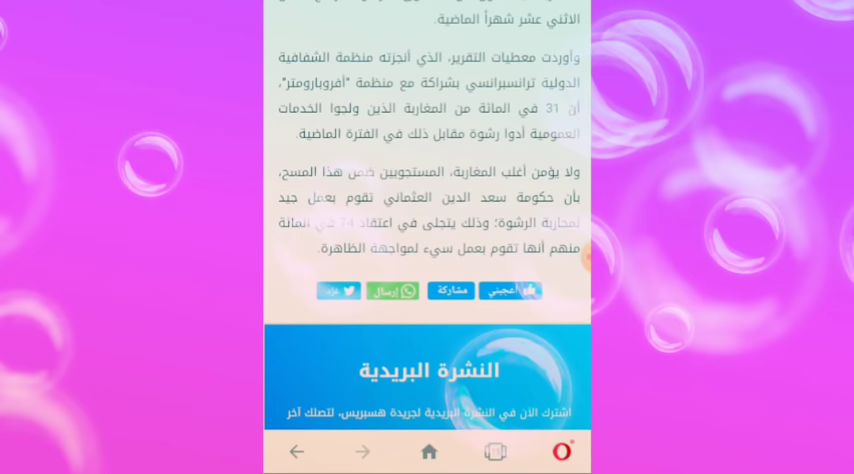 الاثني عشر شهراً الماضية.
وأوردت معطيات التقرير، الذي أنجزته منظمة الشفافية
الدولية ترانسبرانسي بشراكة مع منظمة "أفروبارومتر"،
أن 31 في المائة من المغاربة الذين ولجوا الخدمات
العمومية أدوا رشوة مقابل ذلك في الفترة الماضية.
ولا يؤمن أغلب المغاربة، المستجوبين ضمن هذا المسح،
بأن حكومة سعد الدين العثماني تقوم بعمل جيد
لمحاربة الرشوة؛ وذلك يتجلى في اعتقاد 74 في المائة
منهم أنها تقوم بعمل سيء لمواجهة الظاهرة.
أعجبني مشاركة إرسال غرّد
النشرة البريدية
اشترك الآن في النشرة البريدية لجريدة هسبريس، لتصلك آخر